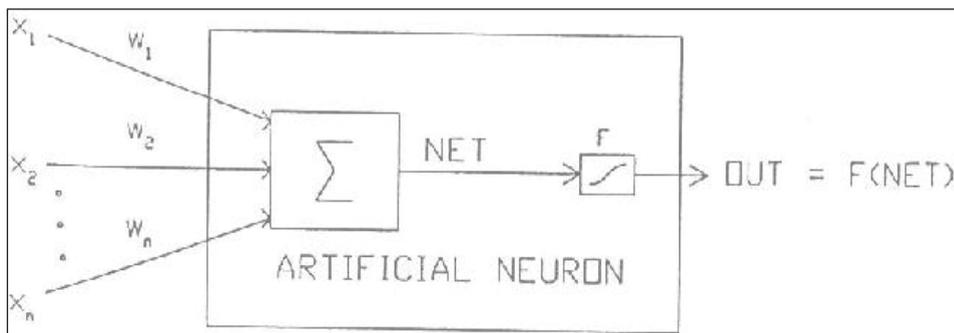 X₁
W₁
F
W₂
NET
X₂
Σ
OUT = F(NET)
Wₙ
ARTIFICIAL NEURON
Xₙ